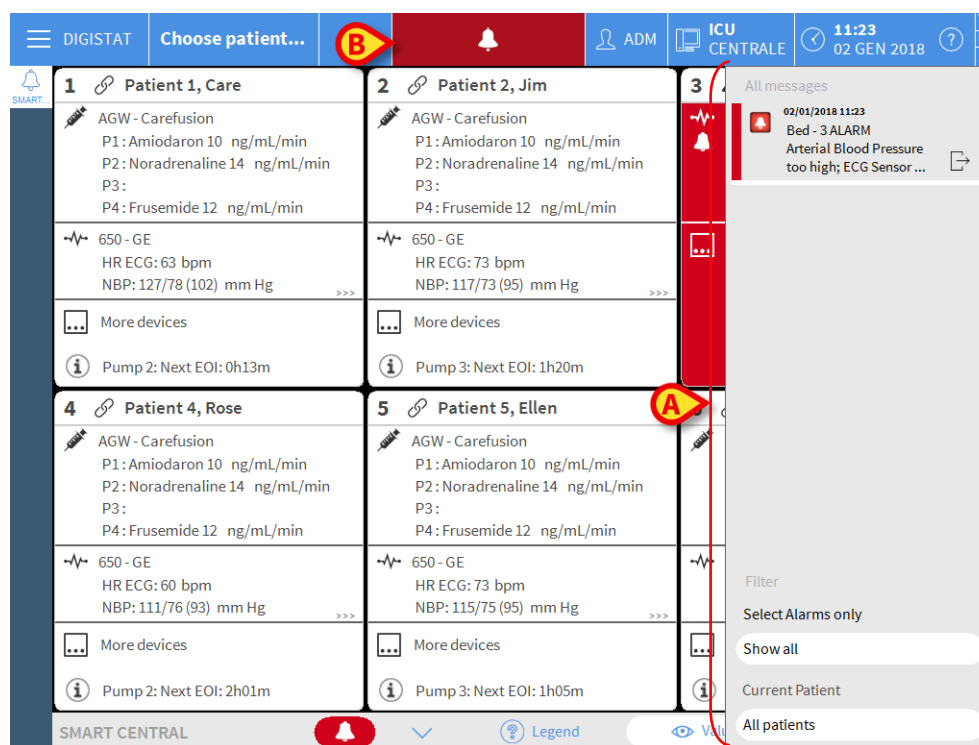 DIGISTAT
Choose patient...
B
ADM
ICU
CENTRALE
11:23
02 GEN 2018
?
SMART...
1 Patient 1, Care
AGW - Carefusion
P1 : Amiodaron 10 ng/mL/min
P2 : Noradrenaline 14 ng/mL/min
P3 :
P4 : Frusemide 12 ng/mL/min
650 - GE
HR ECG: 63 bpm
NBP: 127/78 (102) mm Hg >>>
More devices
Pump 2: Next EOI: 0h13m
2 Patient 2, Jim
AGW - Carefusion
P1 : Amiodaron 10 ng/mL/min
P2 : Noradrenaline 14 ng/mL/min
P3 :
P4 : Frusemide 12 ng/mL/min
650 - GE
HR ECG: 73 bpm
NBP: 117/73 (95) mm Hg >>>
More devices
Pump 3: Next EOI: 1h20m
3
All messages
02/01/2018 11:23
Bed - 3 ALARM
Arterial Blood Pressure
too high; ECG Sensor ...
A
4 Patient 4, Rose
AGW - Carefusion
P1 : Amiodaron 10 ng/mL/min
P2 : Noradrenaline 14 ng/mL/min
P3 :
P4 : Frusemide 12 ng/mL/min
650 - GE
HR ECG: 60 bpm
NBP: 111/76 (93) mm Hg >>>
More devices
Pump 2: Next EOI: 2h01m
5 Patient 5, Ellen
AGW - Carefusion
P1 : Amiodaron 10 ng/mL/min
P2 : Noradrenaline 14 ng/mL/min
P3 :
P4 : Frusemide 12 ng/mL/min
650 - GE
HR ECG: 73 bpm
NBP: 115/75 (95) mm Hg >>>
More devices
Pump 3: Next EOI: 1h05m
Filter
Select Alarms only
Show all
Current Patient
All patients
SMART CENTRAL
? Legend